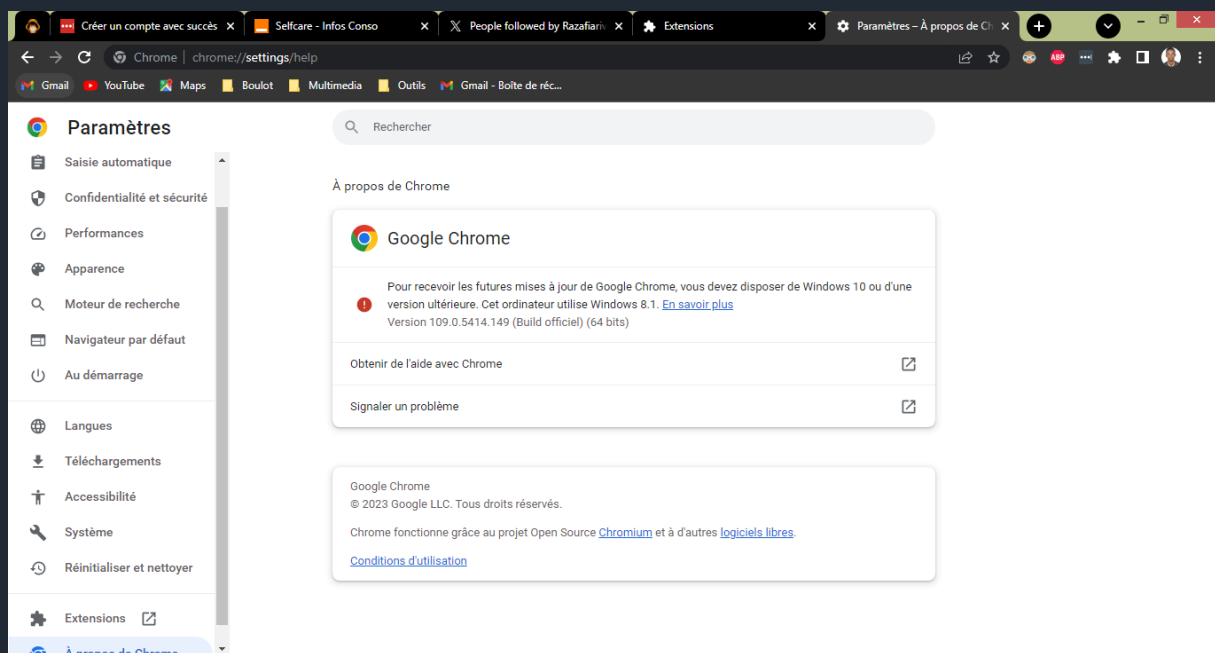 Créer un compte avec succès
Selfcare - Infos Conso
People followed by Razafiariv
Extensions
Paramètres – À propos de Ch
Chrome | chrome://settings/help
ABP
Gmail
YouTube
Maps
Boulot
Multimedia
Outils
Gmail - Boîte de réc...
Paramètres
Rechercher
Saisie automatique
Confidentialité et sécurité
Performances
Apparence
Moteur de recherche
Navigateur par défaut
Au démarrage
Langues
Téléchargements
Accessibilité
Système
Réinitialiser et nettoyer
Extensions
À propos de Chrome
À propos de Chrome
Google Chrome
Pour recevoir les futures mises à jour de Google Chrome, vous devez disposer de Windows 10 ou d'une
version ultérieure. Cet ordinateur utilise Windows 8.1. En savoir plus
Version 109.0.5414.149 (Build officiel) (64 bits)
Obtenir de l'aide avec Chrome
Signaler un problème
Google Chrome
© 2023 Google LLC. Tous droits réservés.
Chrome fonctionne grâce au projet Open Source Chromium et à d'autres logiciels libres.
Conditions d'utilisation